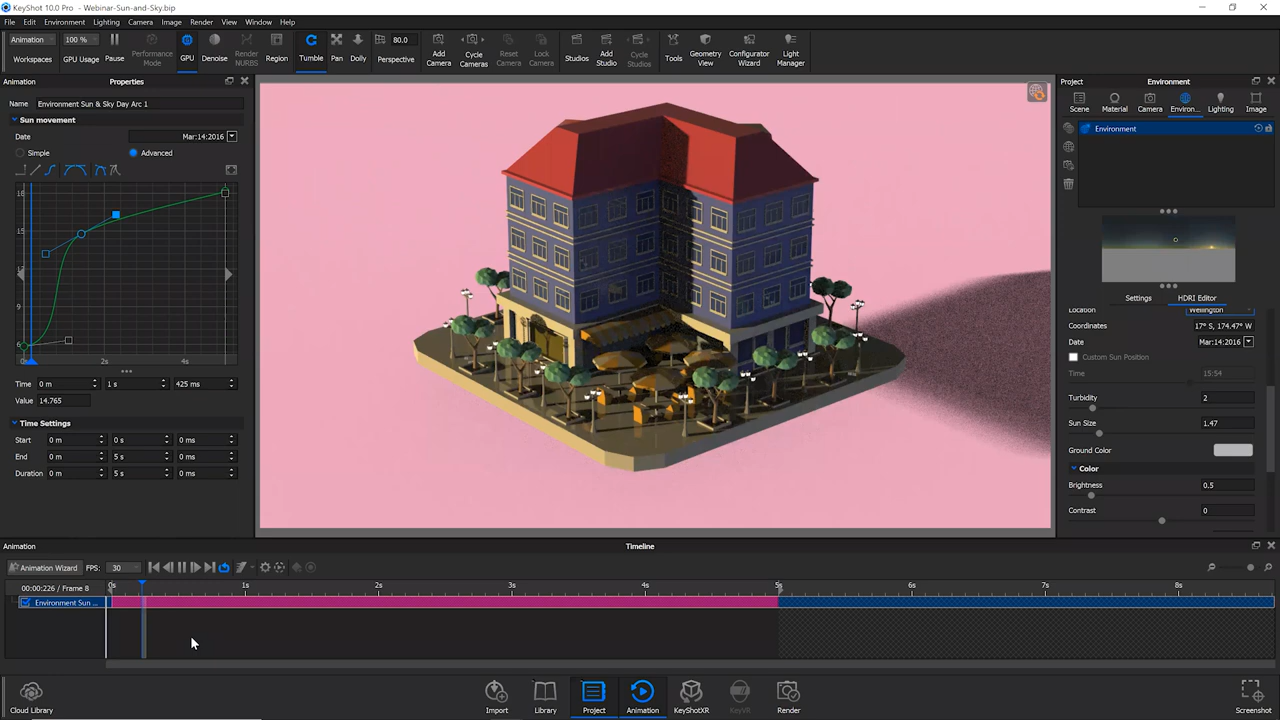 KeyShot 10.0 Pro - Webinar-Sun-and-Sky.bip
File Edit Environment Lighting Camera Image Render View Window Help
Animation 100 % 80.0
Workspaces GPU Usage Pause Performance Mode GPU Denoise Render NURBS Region Tumble Pan Dolly Perspective Add Camera Cycle Cameras Reset Camera Lock Camera Studios Add Studio Cycle Studios Tools Geometry View Configurator Wizard Light Manager
Animation Properties
Name Environment Sun & Sky Day Arc 1
Sun movement
Date Mar:14:2016
Simple Advanced
18
15
12
9
6
0s 2s 4s
Time 0 m 1 s 425 ms
Value 14.765
Time Settings
Start 0 m 0 s 0 ms
End 0 m 5 s 0 ms
Duration 0 m 5 s 0 ms
Project Environment
Scene Material Camera Environ... Lighting Image
Environment
Settings HDRI Editor
Location Wellington
Coordinates 17° S, 174.47° W
Date Mar:14:2016
Custom Sun Position
Time 15:54
Turbidity 2
Sun Size 1.47
Ground Color
Color
Brightness 0.5
Contrast 0
Animation Timeline
Animation Wizard FPS: 30
00:00:226 / Frame 8 0s 1s 2s 3s 4s 5s 6s 7s 8s
Environment Sun ...
Cloud Library Import Library Project Animation KeyShotXR KeyVR Render Screenshot